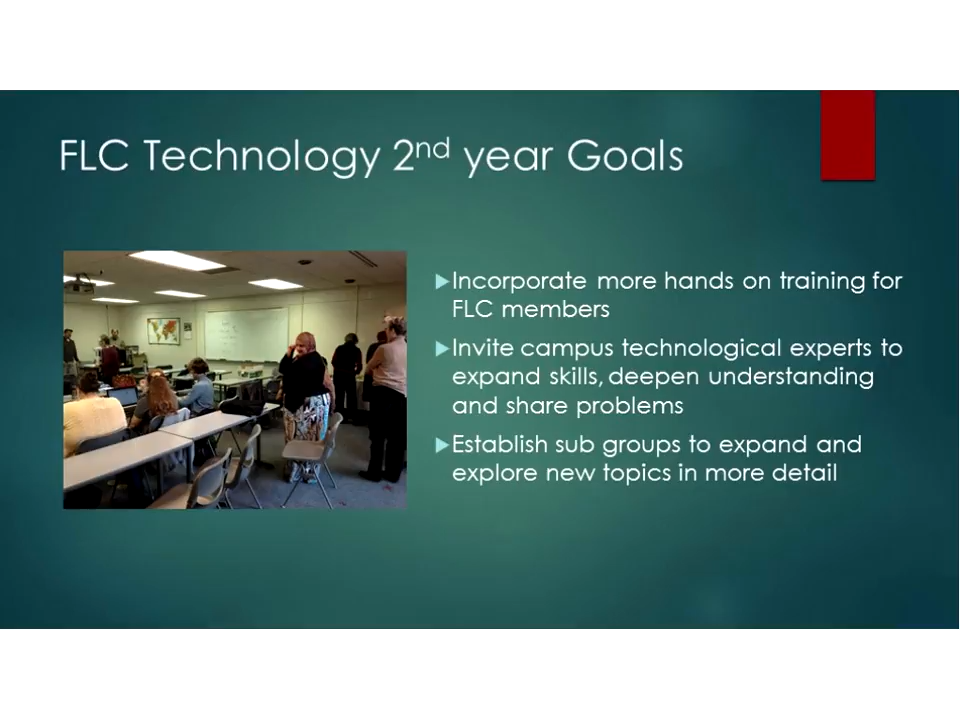 FLC Technology 2nd year Goals
Incorporate more hands on training for
FLC members
Invite campus technological experts to
expand skills, deepen understanding
and share problems
Establish sub groups to expand and
explore new topics in more detail